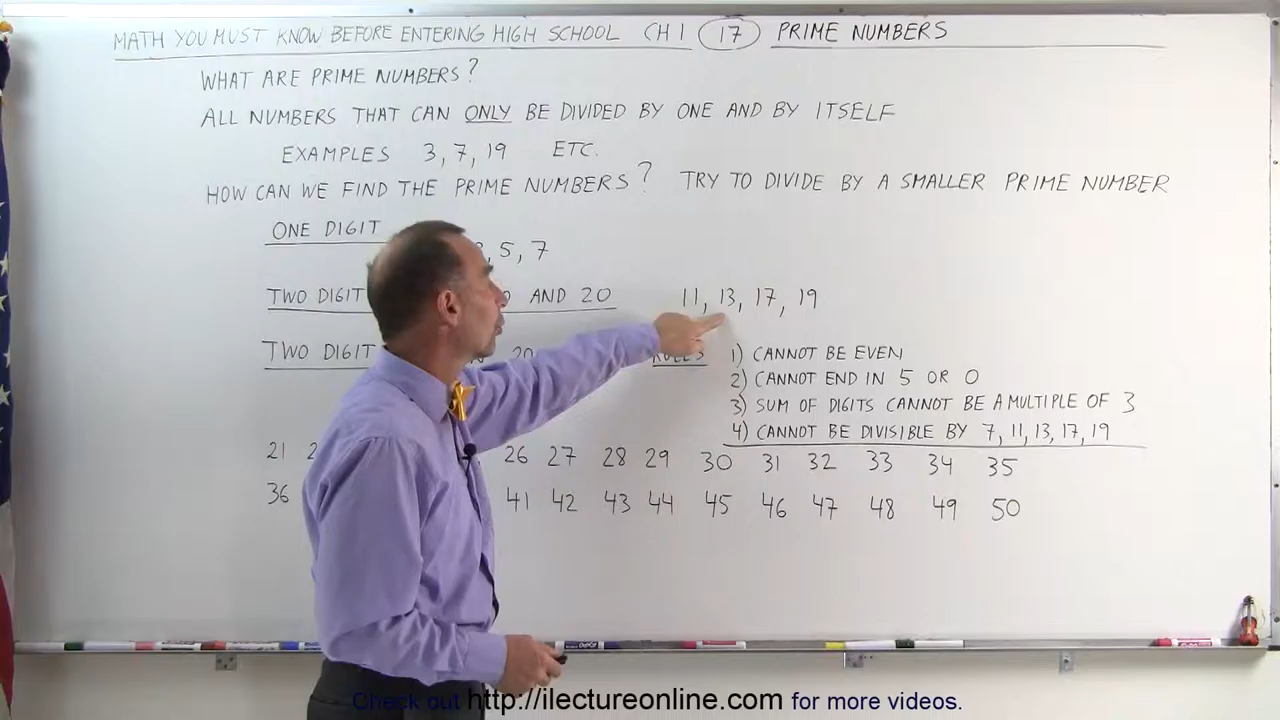 MATH YOU MUST KNOW BEFORE ENTERING HIGH SCHOOL CH 1 17 PRIME NUMBERS
WHAT ARE PRIME NUMBERS?
ALL NUMBERS THAT CAN ONLY BE DIVIDED BY ONE AND BY ITSELF
EXAMPLES 3, 7, 19 ETC.
HOW CAN WE FIND THE PRIME NUMBERS? TRY TO DIVIDE BY A SMALLER PRIME NUMBER
ONE DIGIT , 5, 7
TWO DIGIT AND 20 11, 13, 17, 19
TWO DIGIT 20 RULES 1) CANNOT BE EVEN
2) CANNOT END IN 5 OR 0
3) SUM OF DIGITS CANNOT BE A MULTIPLE OF 3
4) CANNOT BE DIVISIBLE BY 7, 11, 13, 17, 19
21 26 27 28 29 30 31 32 33 34 35
36 41 42 43 44 45 46 47 48 49 50
Check out http://ilectureonline.com for more videos.